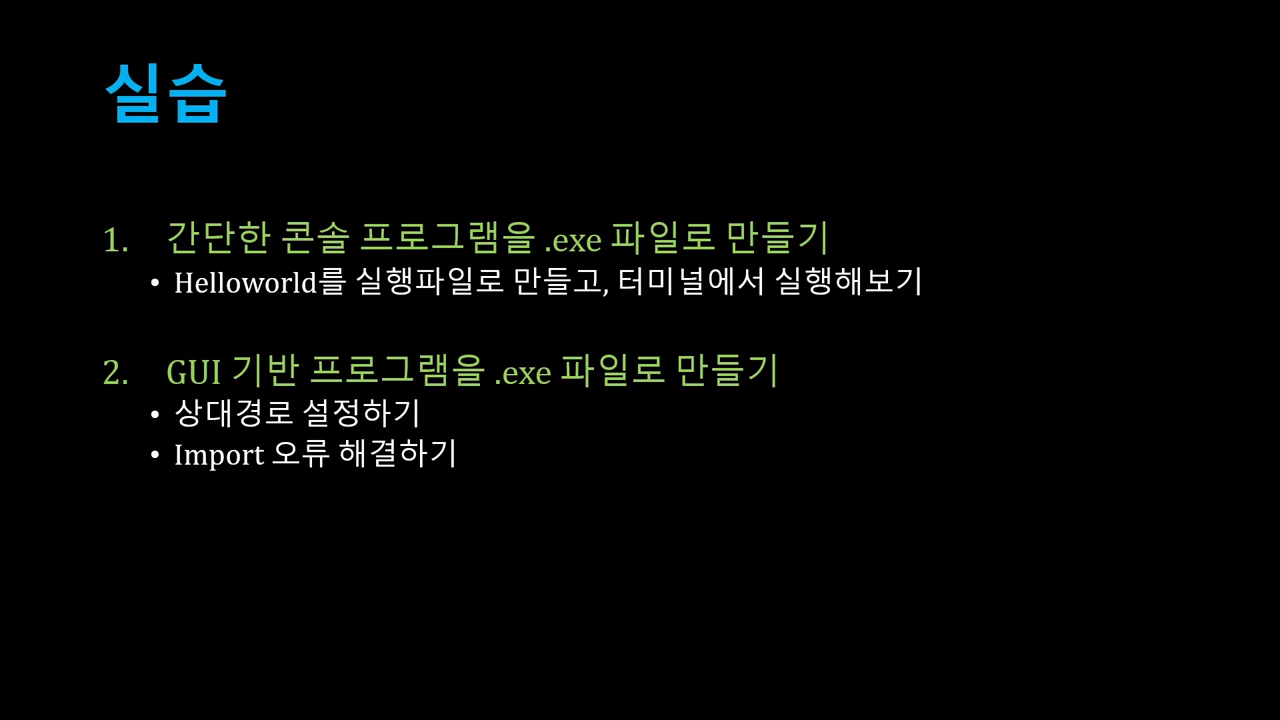 실습
1. 간단한 콘솔 프로그램을 .exe 파일로 만들기
• Helloworld를 실행파일로 만들고, 터미널에서 실행해보기
2. GUI 기반 프로그램을 .exe 파일로 만들기
• 상대경로 설정하기
• Import 오류 해결하기